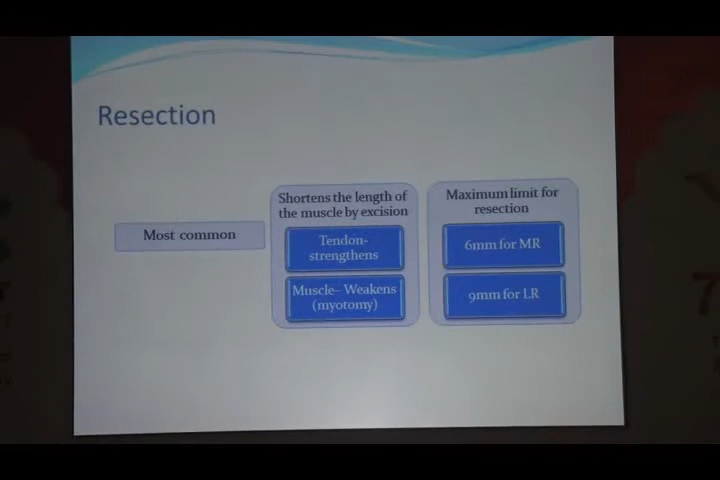 Resection
Most common
Shortens the length of
the muscle by excision
Tendon-
strengthens
Muscle- Weakens
(myotomy)
Maximum limit for
resection
6mm for MR
9mm for LR